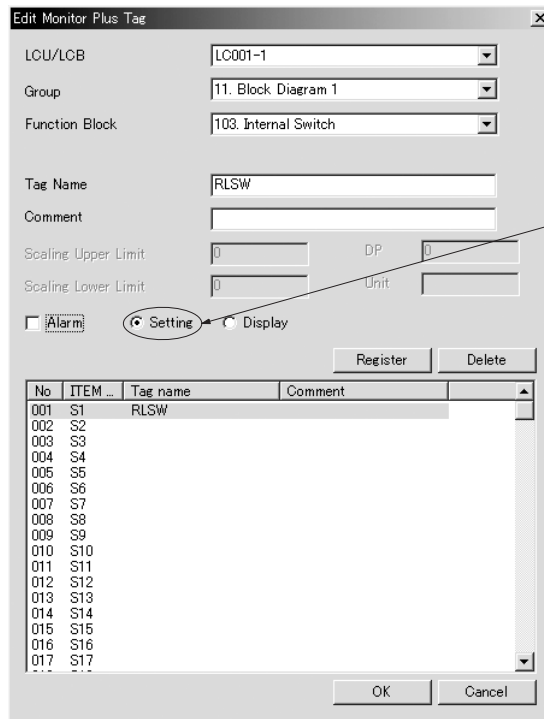 Edit Monitor Plus Tag
LCU/LCB LC001-1
Group 11. Block Diagram 1
Function Block 103. Internal Switch
Tag Name RLSW
Comment
Scaling Upper Limit 0 DP 0
Scaling Lower Limit 0 Unit
Alarm Setting Display
Register Delete
No ITEM ... Tag name Comment
001 S1 RLSW
002 S2
003 S3
004 S4
005 S5
006 S6
007 S7
008 S8
009 S9
010 S10
011 S11
012 S12
013 S13
014 S14
015 S15
016 S16
017 S17
OK Cancel